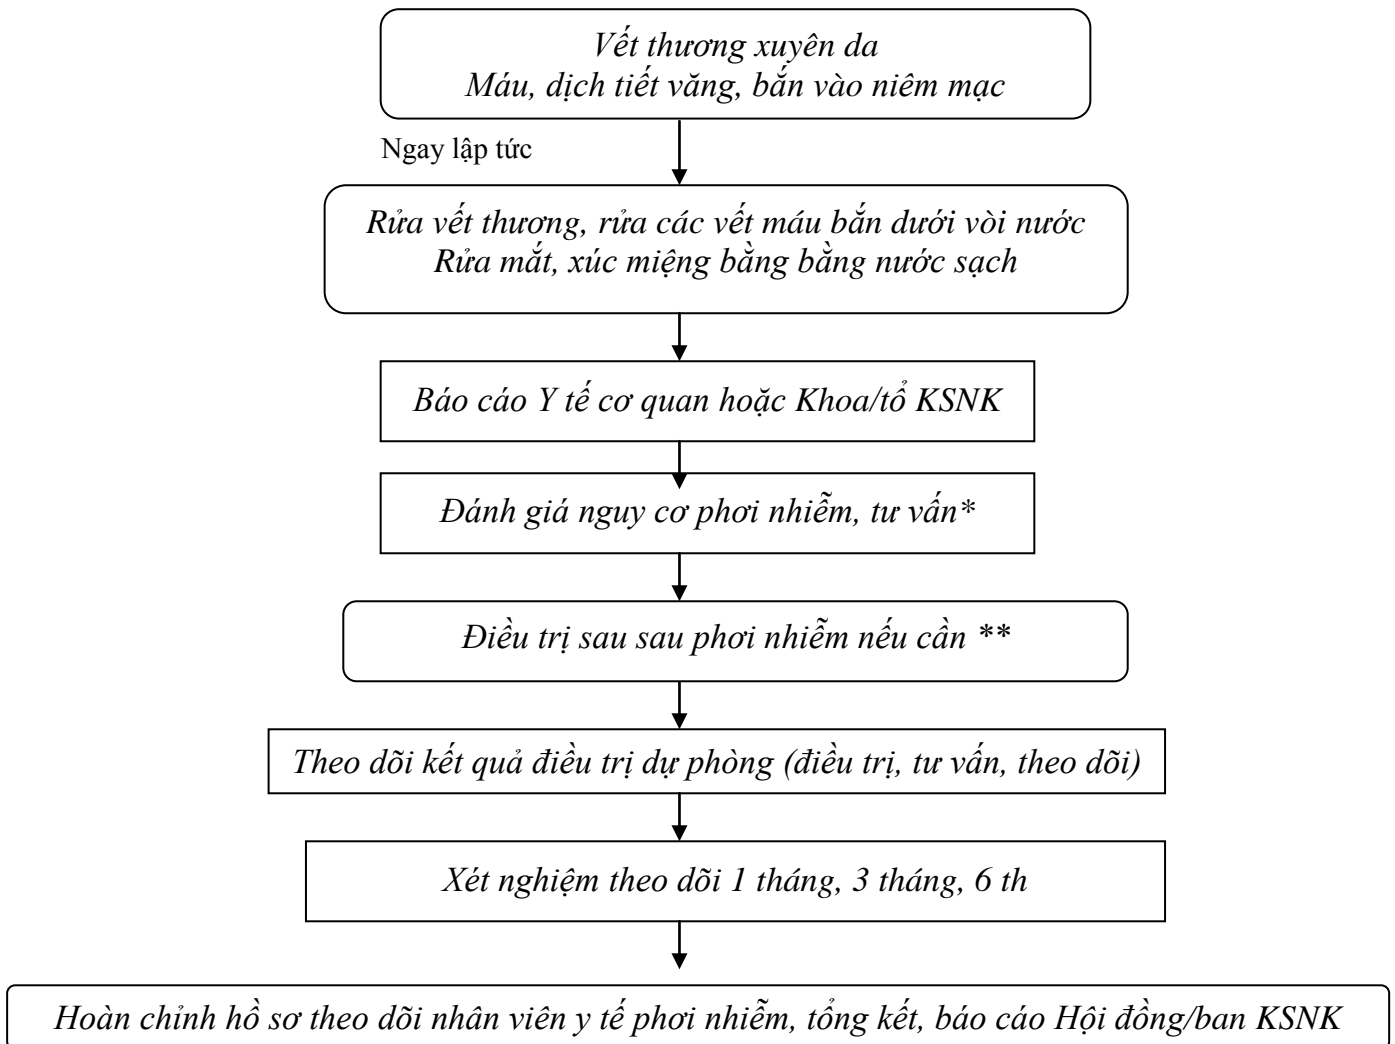 Vết thương xuyên da
Máu, dịch tiết văng, bắn vào niêm mạc
Ngay lập tức
Rửa vết thương, rửa các vết máu bắn dưới vòi nước
Rửa mắt, xúc miệng bằng bằng nước sạch
Báo cáo Y tế cơ quan hoặc Khoa/tổ KSNK
Đánh giá nguy cơ phơi nhiễm, tư vấn*
Điều trị sau sau phơi nhiễm nếu cần **
Theo dõi kết quả điều trị dự phòng (điều trị, tư vấn, theo dõi)
Xét nghiệm theo dõi 1 tháng, 3 tháng, 6 th
Hoàn chỉnh hồ sơ theo dõi nhân viên y tế phơi nhiễm, tổng kết, báo cáo Hội đồng/ban KSNK